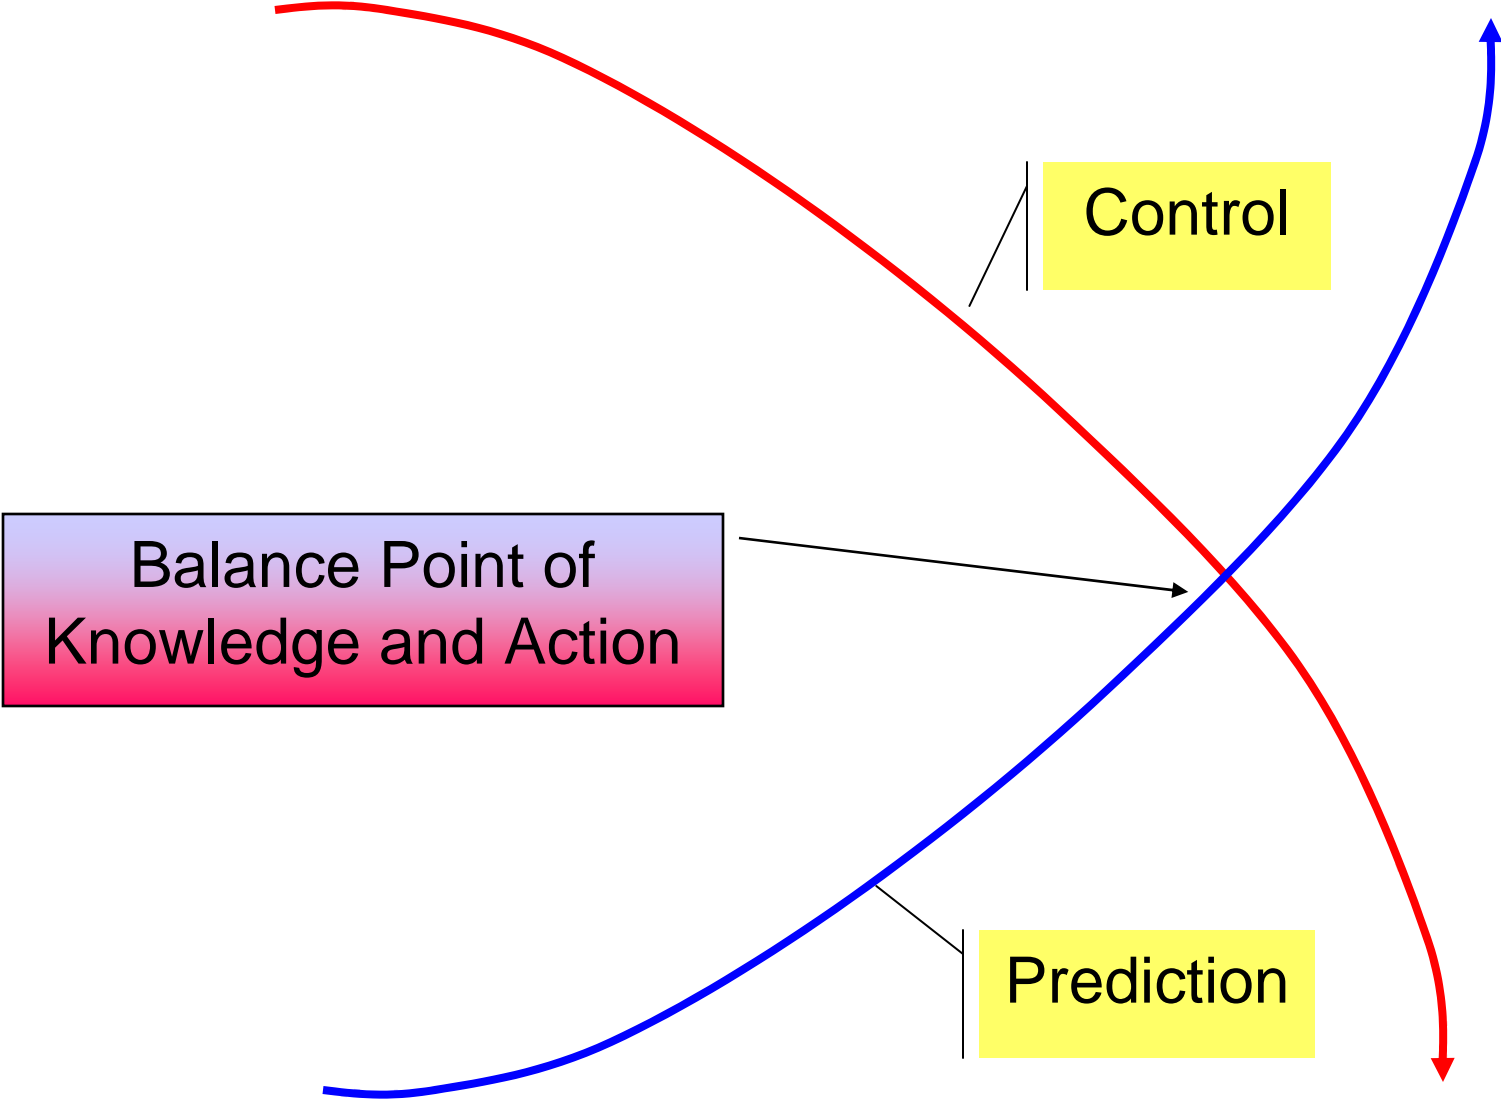 Control
Balance Point of
Knowledge and Action
Prediction